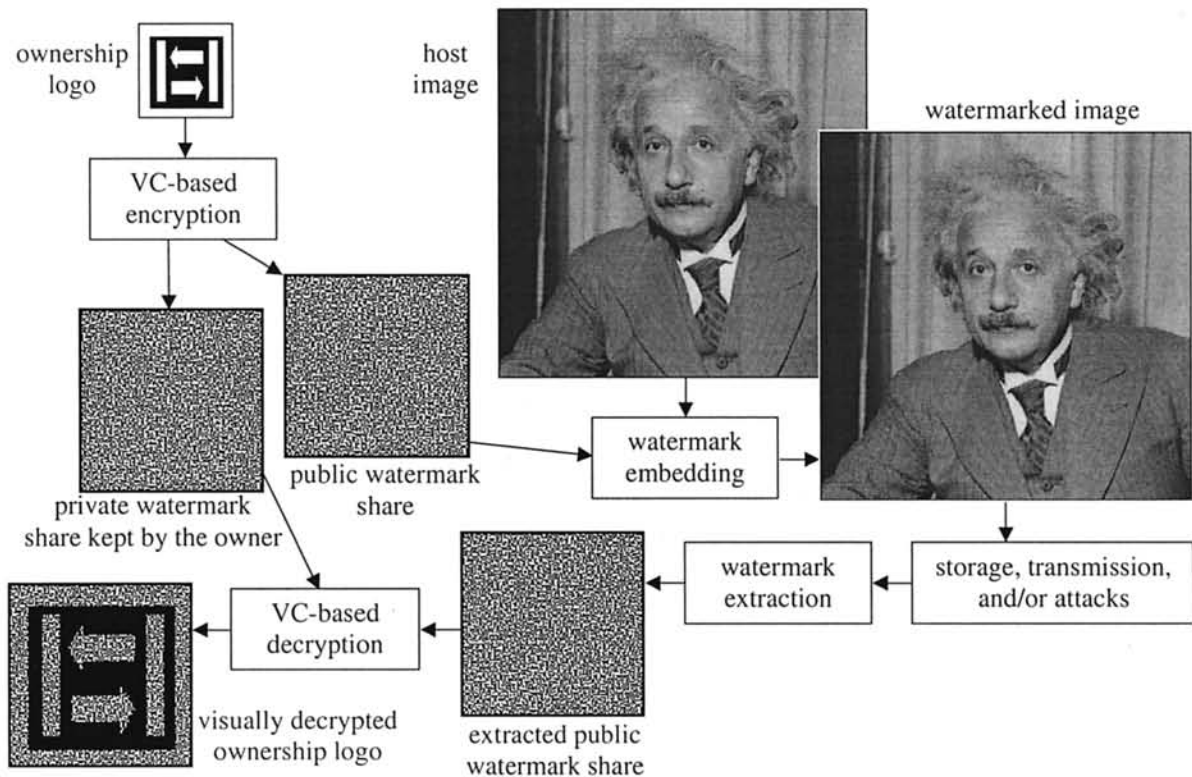 ownership
logo
host
image
watermarked image
VC-based
encryption
public watermark
share
private watermark
share kept by the owner
watermark
embedding
storage, transmission,
and/or attacks
watermark
extraction
extracted public
watermark share
VC-based
decryption
visually decrypted
ownership logo